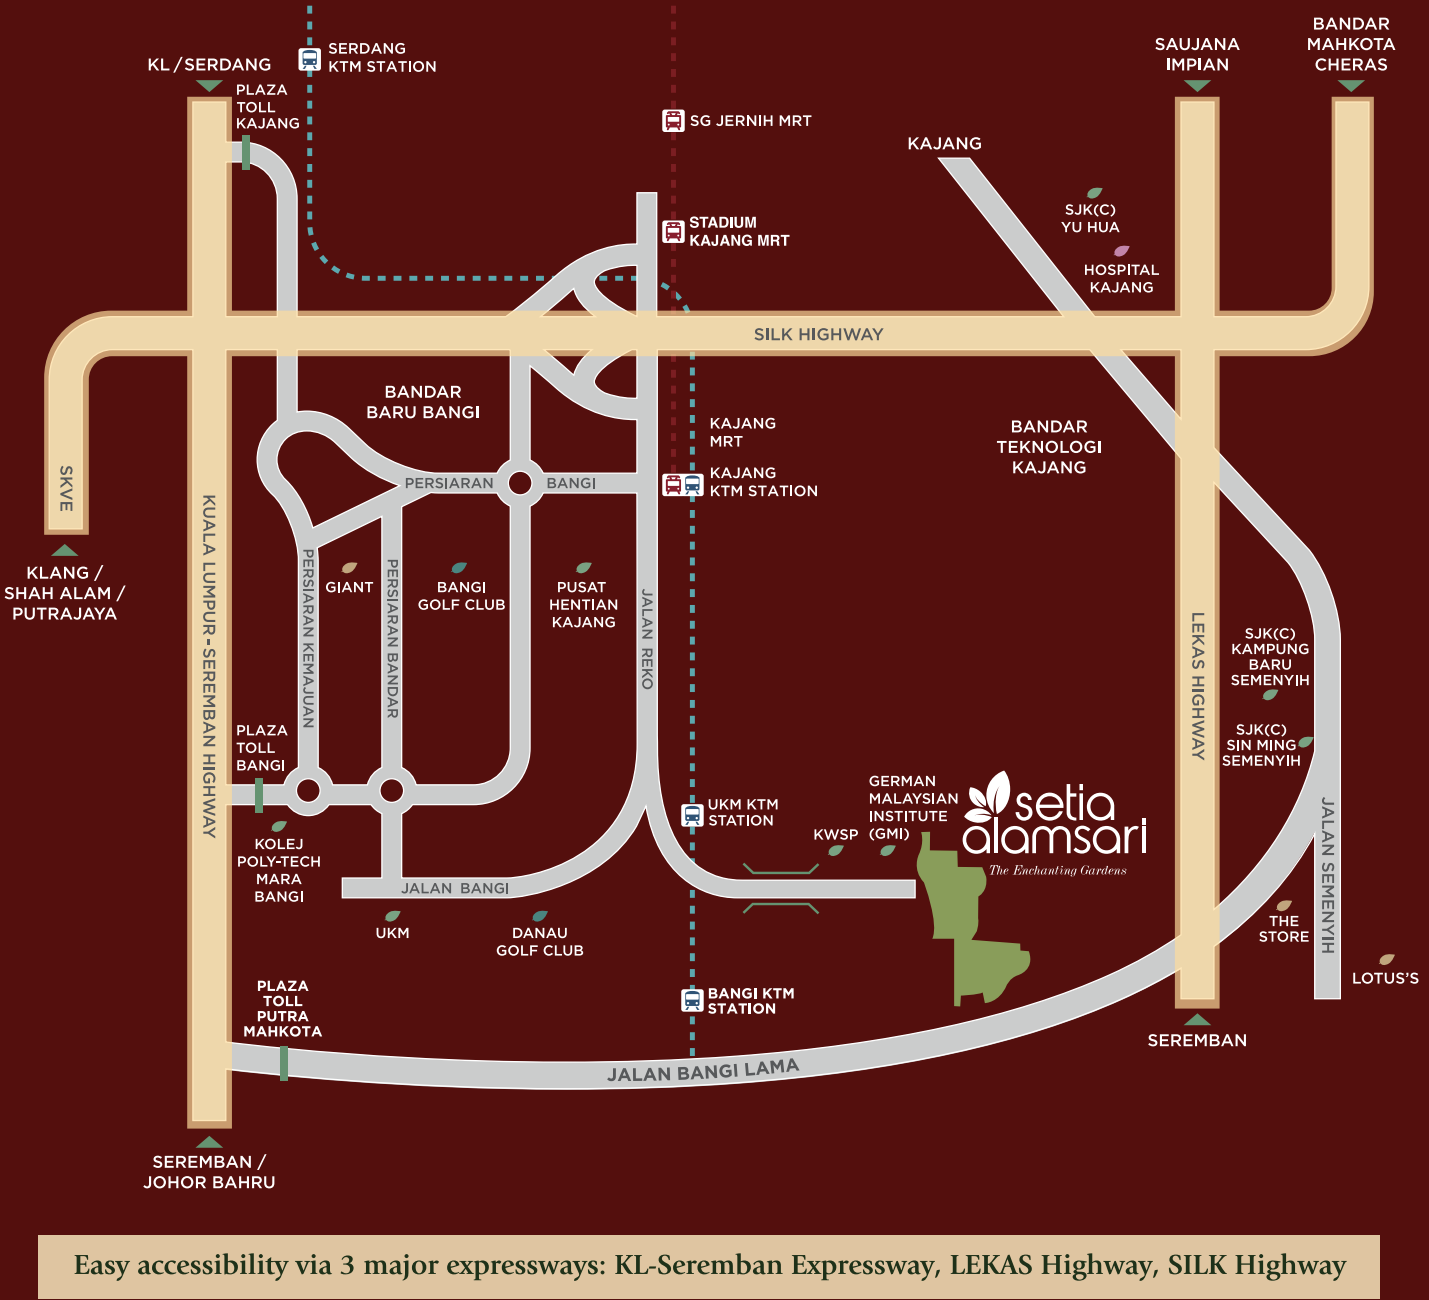 BANDAR
MAHKOTA
CHERAS
SAUJANA
IMPIAN
SERDANG
KTM STATION
KL / SERDANG
PLAZA
TOLL
KAJANG
SG JERNIH MRT
KAJANG
SJK(C)
YU HUA
STADIUM
KAJANG MRT
HOSPITAL
KAJANG
SILK HIGHWAY
BANDAR
BARU BANGI
KAJANG
MRT
BANDAR
TEKNOLOGI
KAJANG
SKVE
PERSIARAN BANGI
KAJANG
KTM STATION
KUALA LUMPUR - SEREMBAN HIGHWAY
KLANG /
SHAH ALAM /
PUTRAJAYA
PERSIARAN KEMAJUAN
GIANT
PERSIARAN BANDAR
BANGI
GOLF CLUB
PUSAT
HENTIAN
KAJANG
JALAN REKO
LEKAS HIGHWAY
SJK(C)
KAMPUNG
BARU
SEMENYIH
SJK(C)
SIN MING
SEMENYIH
PLAZA
TOLL
BANGI
UKM KTM
STATION
GERMAN
MALAYSIAN
INSTITUTE
(GMI)
KWSP
setia
alamsari
The Enchanting Gardens
JALAN SEMENYIH
KOLEJ
POLY-TECH
MARA
BANGI
JALAN BANGI
UKM
DANAU
GOLF CLUB
THE
STORE
LOTUS'S
PLAZA
TOLL
PUTRA
MAHKOTA
BANGI KTM
STATION
SEREMBAN
JALAN BANGI LAMA
SEREMBAN /
JOHOR BAHRU
Easy accessibility via 3 major expressways: KL-Seremban Expressway, LEKAS Highway, SILK Highway